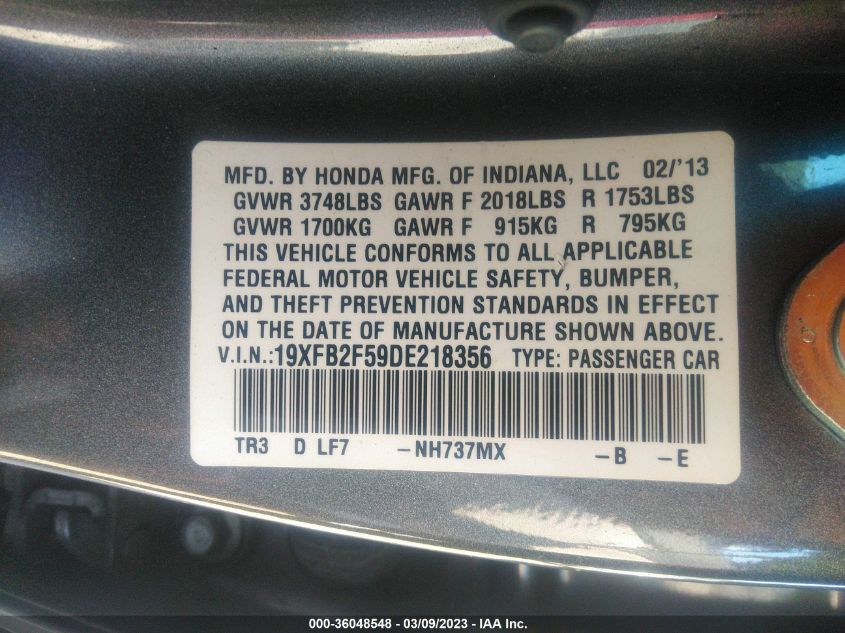 MFD. BY HONDA MFG. OF INDIANA, LLC 02/'13
GVWR 3748LBS GAWR F 2018LBS R 1753LBS
GVWR 1700KG GAWR F 915KG R 795KG
THIS VEHICLE CONFORMS TO ALL APPLICABLE
FEDERAL MOTOR VEHICLE SAFETY, BUMPER,
AND THEFT PREVENTION STANDARDS IN EFFECT
ON THE DATE OF MANUFACTURE SHOWN ABOVE.
V.I.N.:19XFB2F59DE218356 TYPE: PASSENGER CAR
TR3 D LF7 -NH737MX -B -E
000-36048548 - 03/09/2023 - IAA Inc.